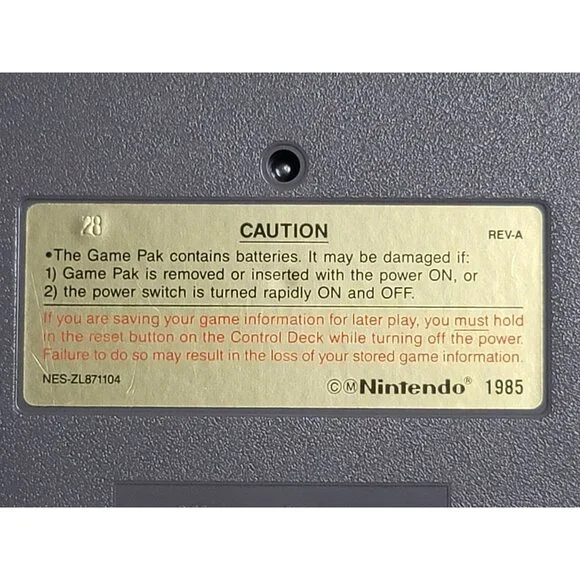 28
CAUTION
REV-A
•The Game Pak contains batteries. It may be damaged if:
1) Game Pak is removed or inserted with the power ON, or
2) the power switch is turned rapidly ON and OFF.
If you are saving your game information for later play, you must hold
in the reset button on the Control Deck while turning off the power.
Failure to do so may result in the loss of your stored game information.
NES-ZL871104
©ⓂNintendo® 1985